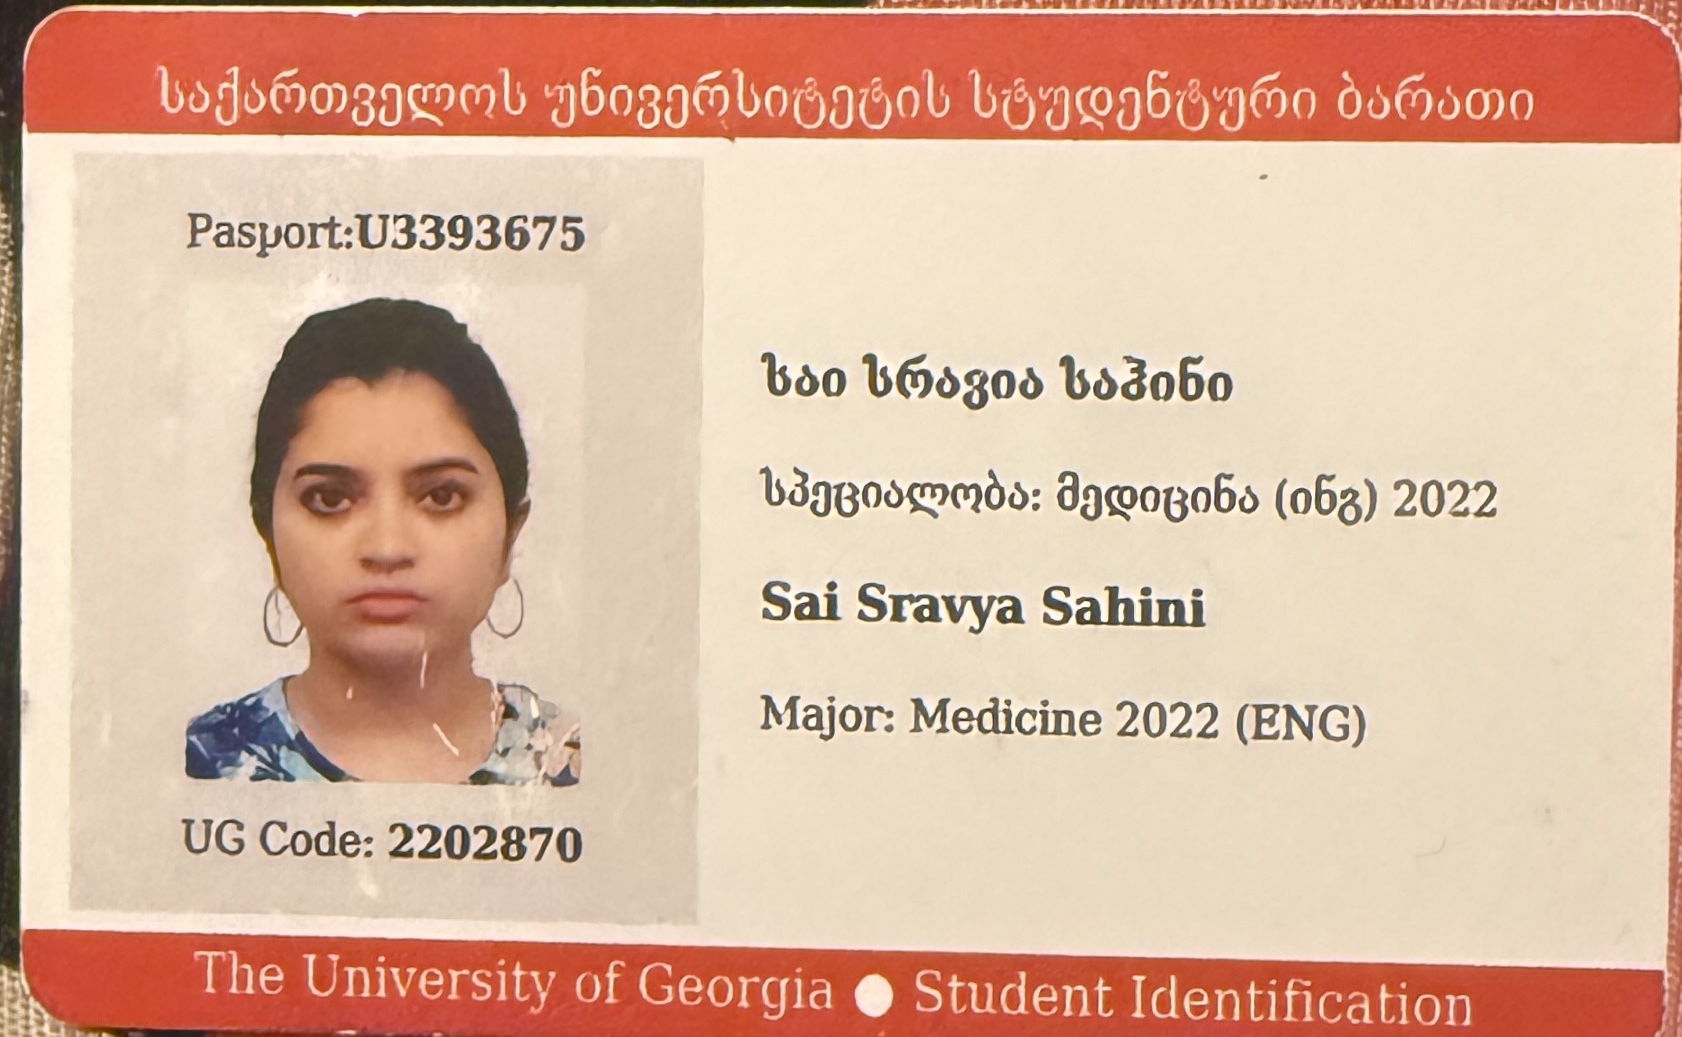 საქართველოს უნივერსიტეტის სტუდენტური ბარათი
Pasport:U3393675
UG Code: 2202870
საი სრავია საჰინი
სპეციალობა: მედიცინა (ინგ) 2022
Sai Sravya Sahini
Major: Medicine 2022 (ENG)
The University of Georgia ● Student Identification